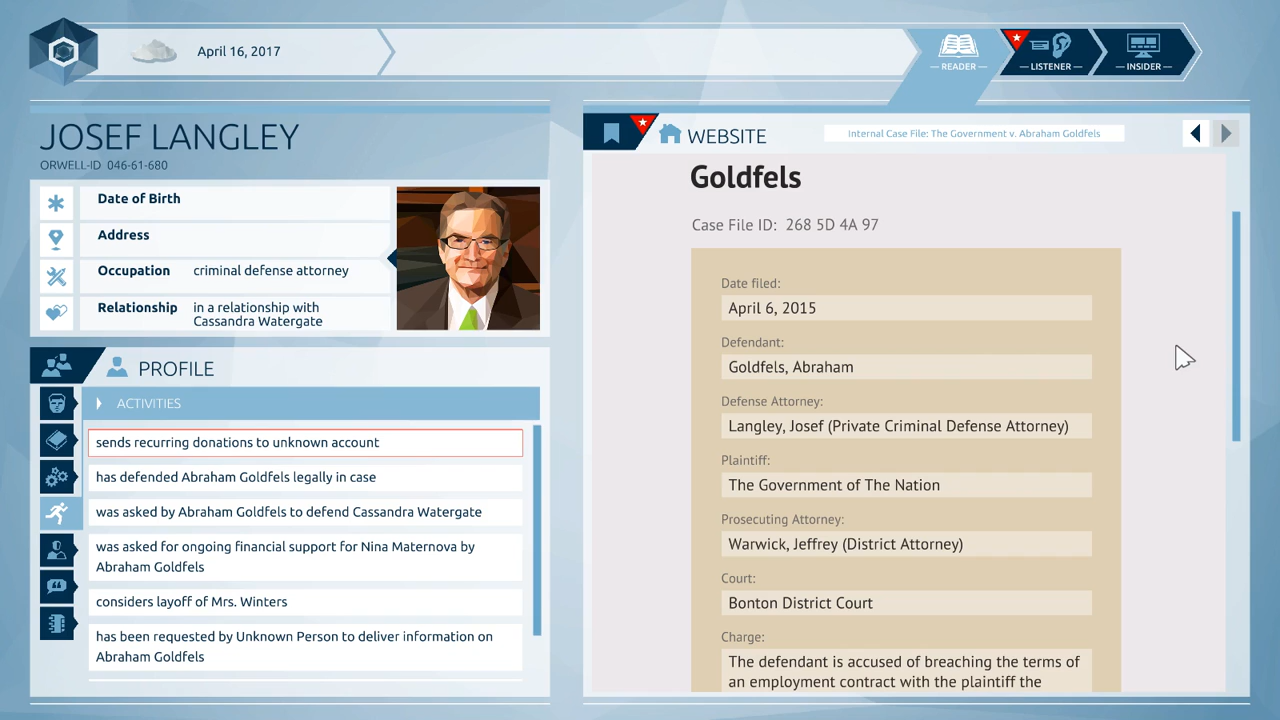 April 16, 2017
— READER —
— LISTENER —
— INSIDER —
JOSEF LANGLEY
ORWELL-ID 046-61-680
Date of Birth
Address
Occupation criminal defense attorney
Relationship in a relationship with
Cassandra Watergate
PROFILE
ACTIVITIES
sends recurring donations to unknown account
has defended Abraham Goldfels legally in case
was asked by Abraham Goldfels to defend Cassandra Watergate
was asked for ongoing financial support for Nina Maternova by
Abraham Goldfels
considers layoff of Mrs. Winters
has been requested by Unknown Person to deliver information on
Abraham Goldfels
WEBSITE
Internal Case File: The Government v. Abraham Goldfels
Goldfels
Case File ID: 268 5D 4A 97
Date filed:
April 6, 2015
Defendant:
Goldfels, Abraham
Defense Attorney:
Langley, Josef (Private Criminal Defense Attorney)
Plaintiff:
The Government of The Nation
Prosecuting Attorney:
Warwick, Jeffrey (District Attorney)
Court:
Bonton District Court
Charge:
The defendant is accused of breaching the terms of
an employment contract with the plaintiff the